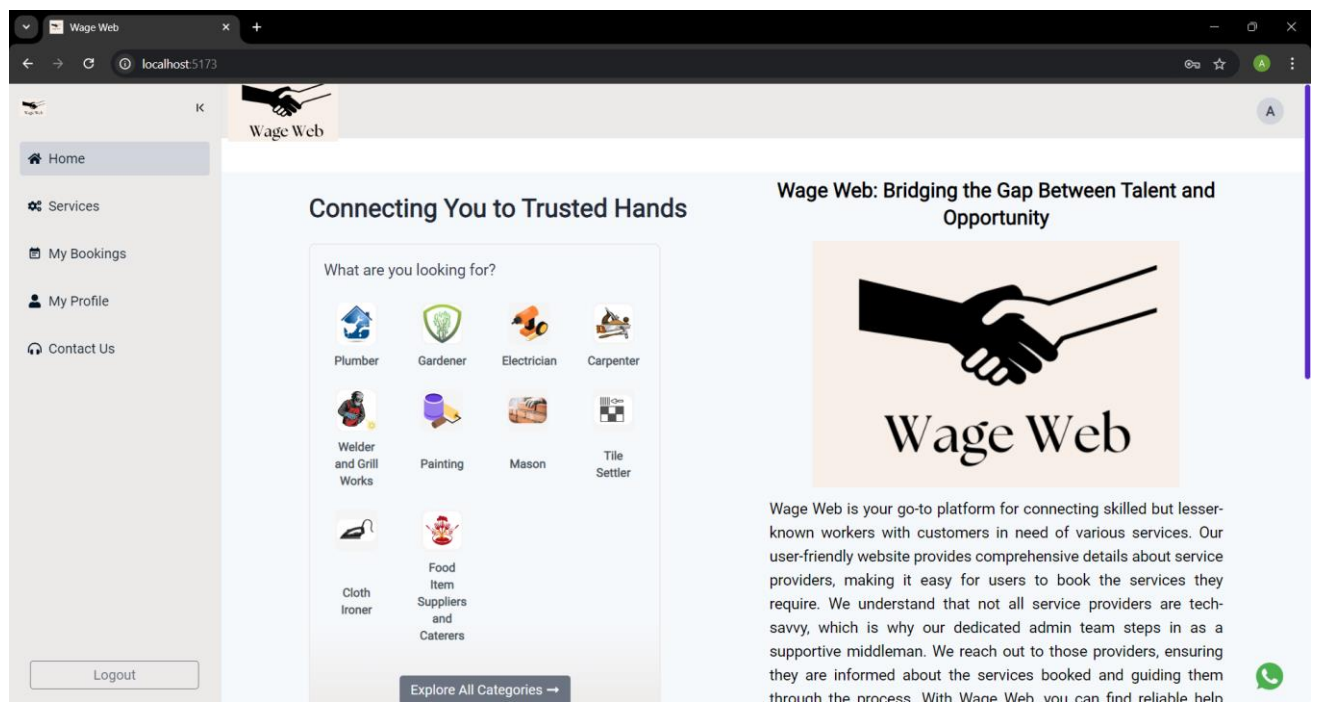 Wage Web
localhost:5173
A
Wage Web
A
Home
Services
My Bookings
My Profile
Contact Us
Logout
Connecting You to Trusted Hands
What are you looking for?
Plumber
Gardener
Electrician
Carpenter
Welder
and Grill
Works
Painting
Mason
Tile
Settler
Cloth
Ironer
Food
Item
Suppliers
and
Caterers
Explore All Categories →
Wage Web: Bridging the Gap Between Talent and
Opportunity
Wage Web
Wage Web is your go-to platform for connecting skilled but lesser-
known workers with customers in need of various services. Our
user-friendly website provides comprehensive details about service
providers, making it easy for users to book the services they
require. We understand that not all service providers are tech-
savvy, which is why our dedicated admin team steps in as a
supportive middleman. We reach out to those providers, ensuring
they are informed about the services booked and guiding them
through the process. With Wage Web, you can find reliable help